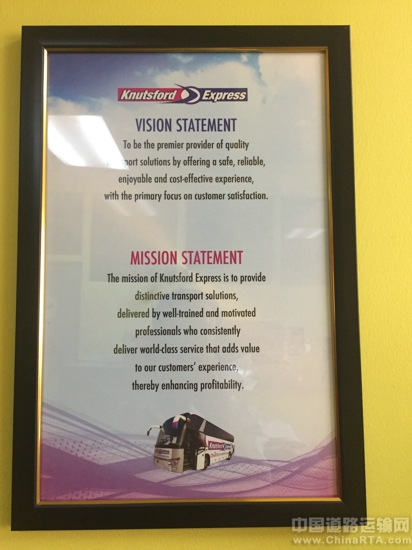 Knutsford Express
VISION STATEMENT
To be the premier provider of quality
transport solutions by offering a safe, reliable,
enjoyable and cost-effective experience,
with the primary focus on customer satisfaction.
MISSION STATEMENT
The mission of Knutsford Express is to provide
distinctive transport solutions,
delivered by well-trained and motivated
professionals who consistently
deliver world-class service that adds value
to our customers' experience,
thereby enhancing profitability.
中国道路运输网
www.ChinaRTA.com